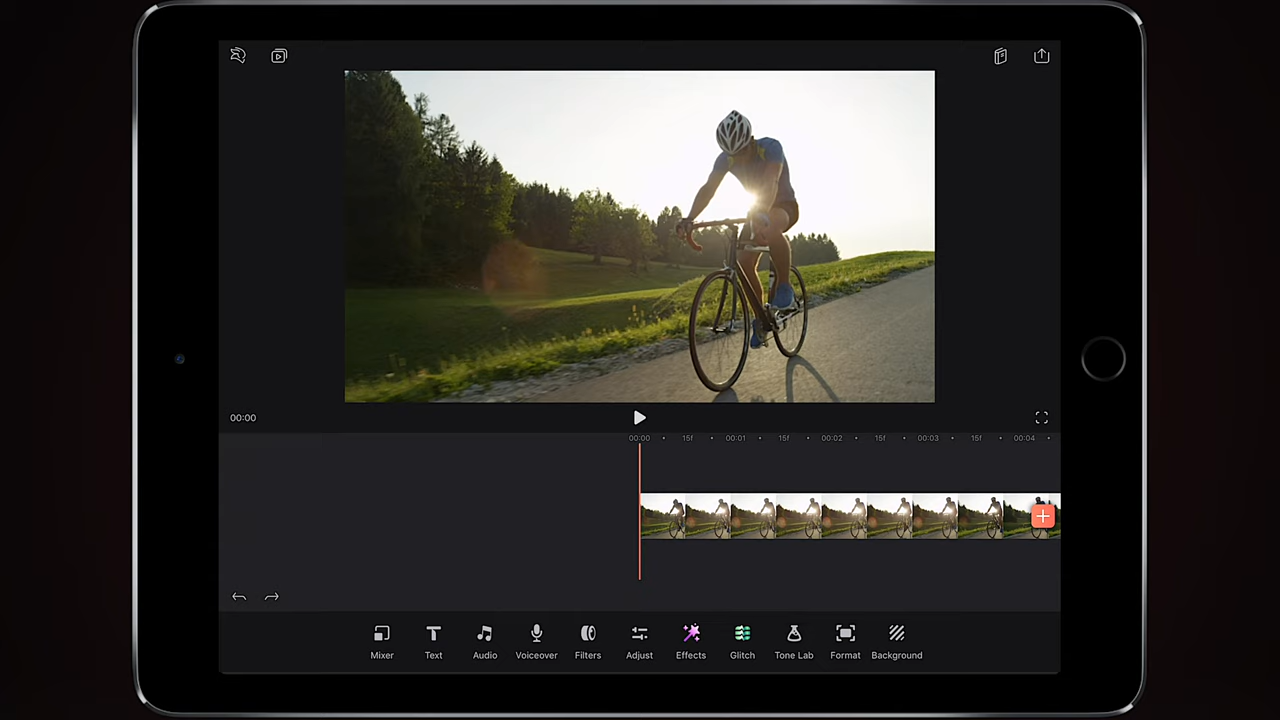 00:00
00:00 15f 00:01 15f 00:02 15f 00:03 15f 00:04
Mixer Text Audio Voiceover Filters Adjust Effects Glitch Tone Lab Format Background